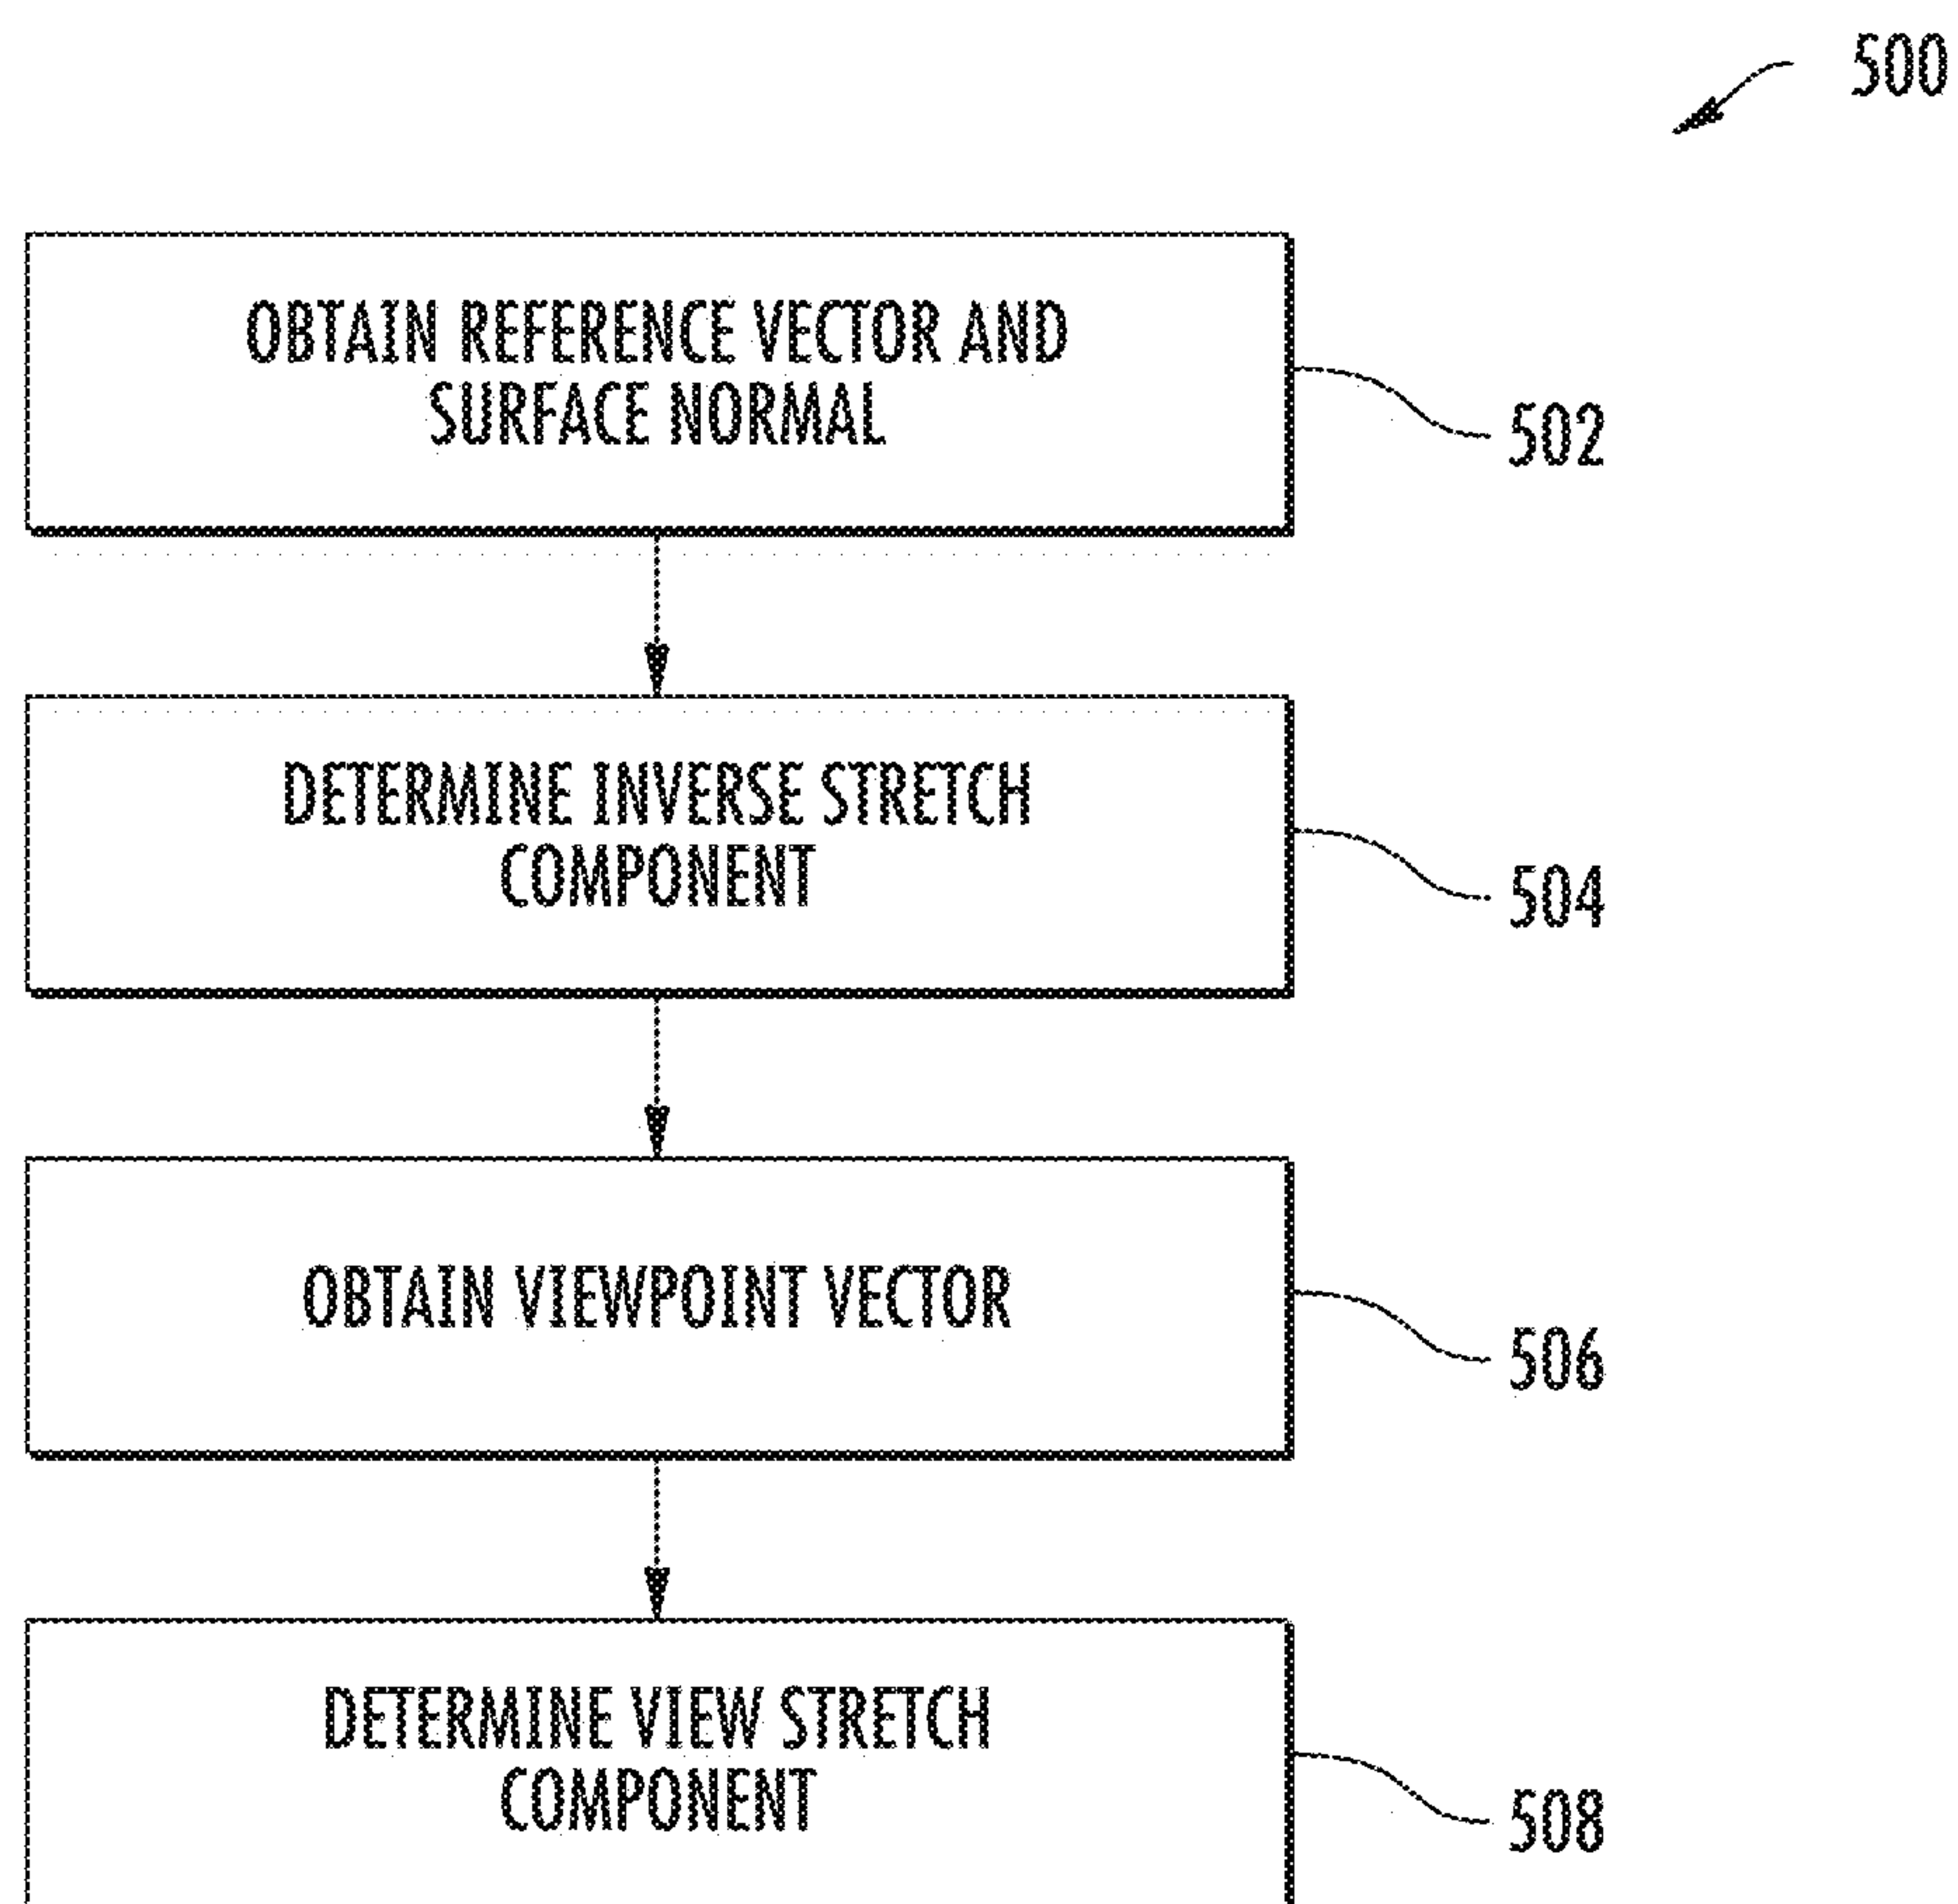 500
OBTAIN REFERENCE VECTOR AND
SURFACE NORMAL
502
DETERMINE INVERSE STRETCH
COMPONENT
504
OBTAIN VIEWPOINT VECTOR
506
DETERMINE VIEW STRETCH
COMPONENT
508